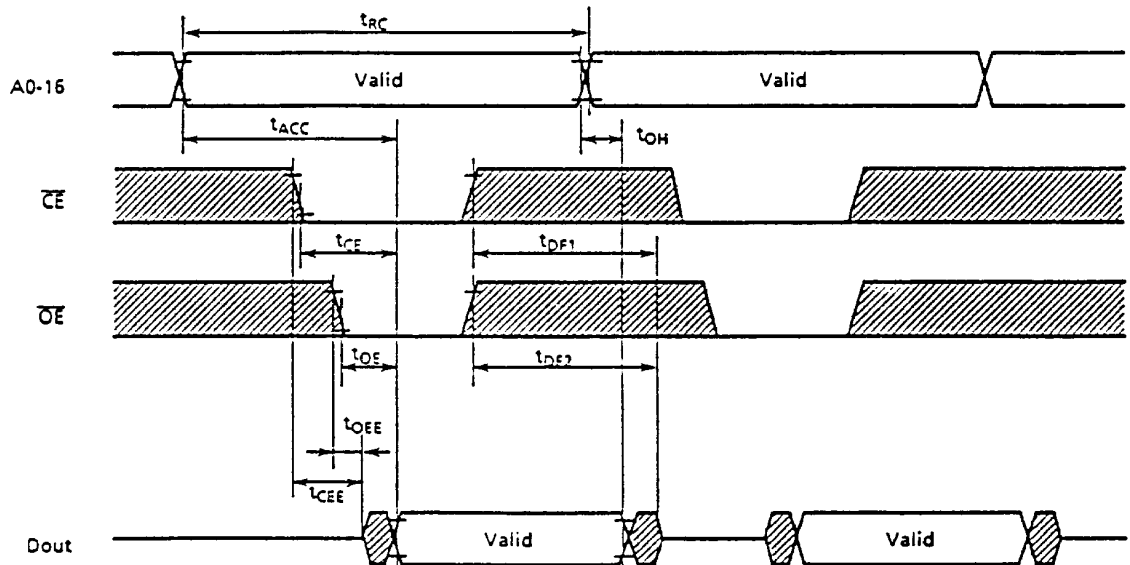 tRC
A0-16 Valid Valid
tACC tOH
CE
tCE tDF1
OE
tOE tDF2
tOEE
tCEE
Dout Valid Valid